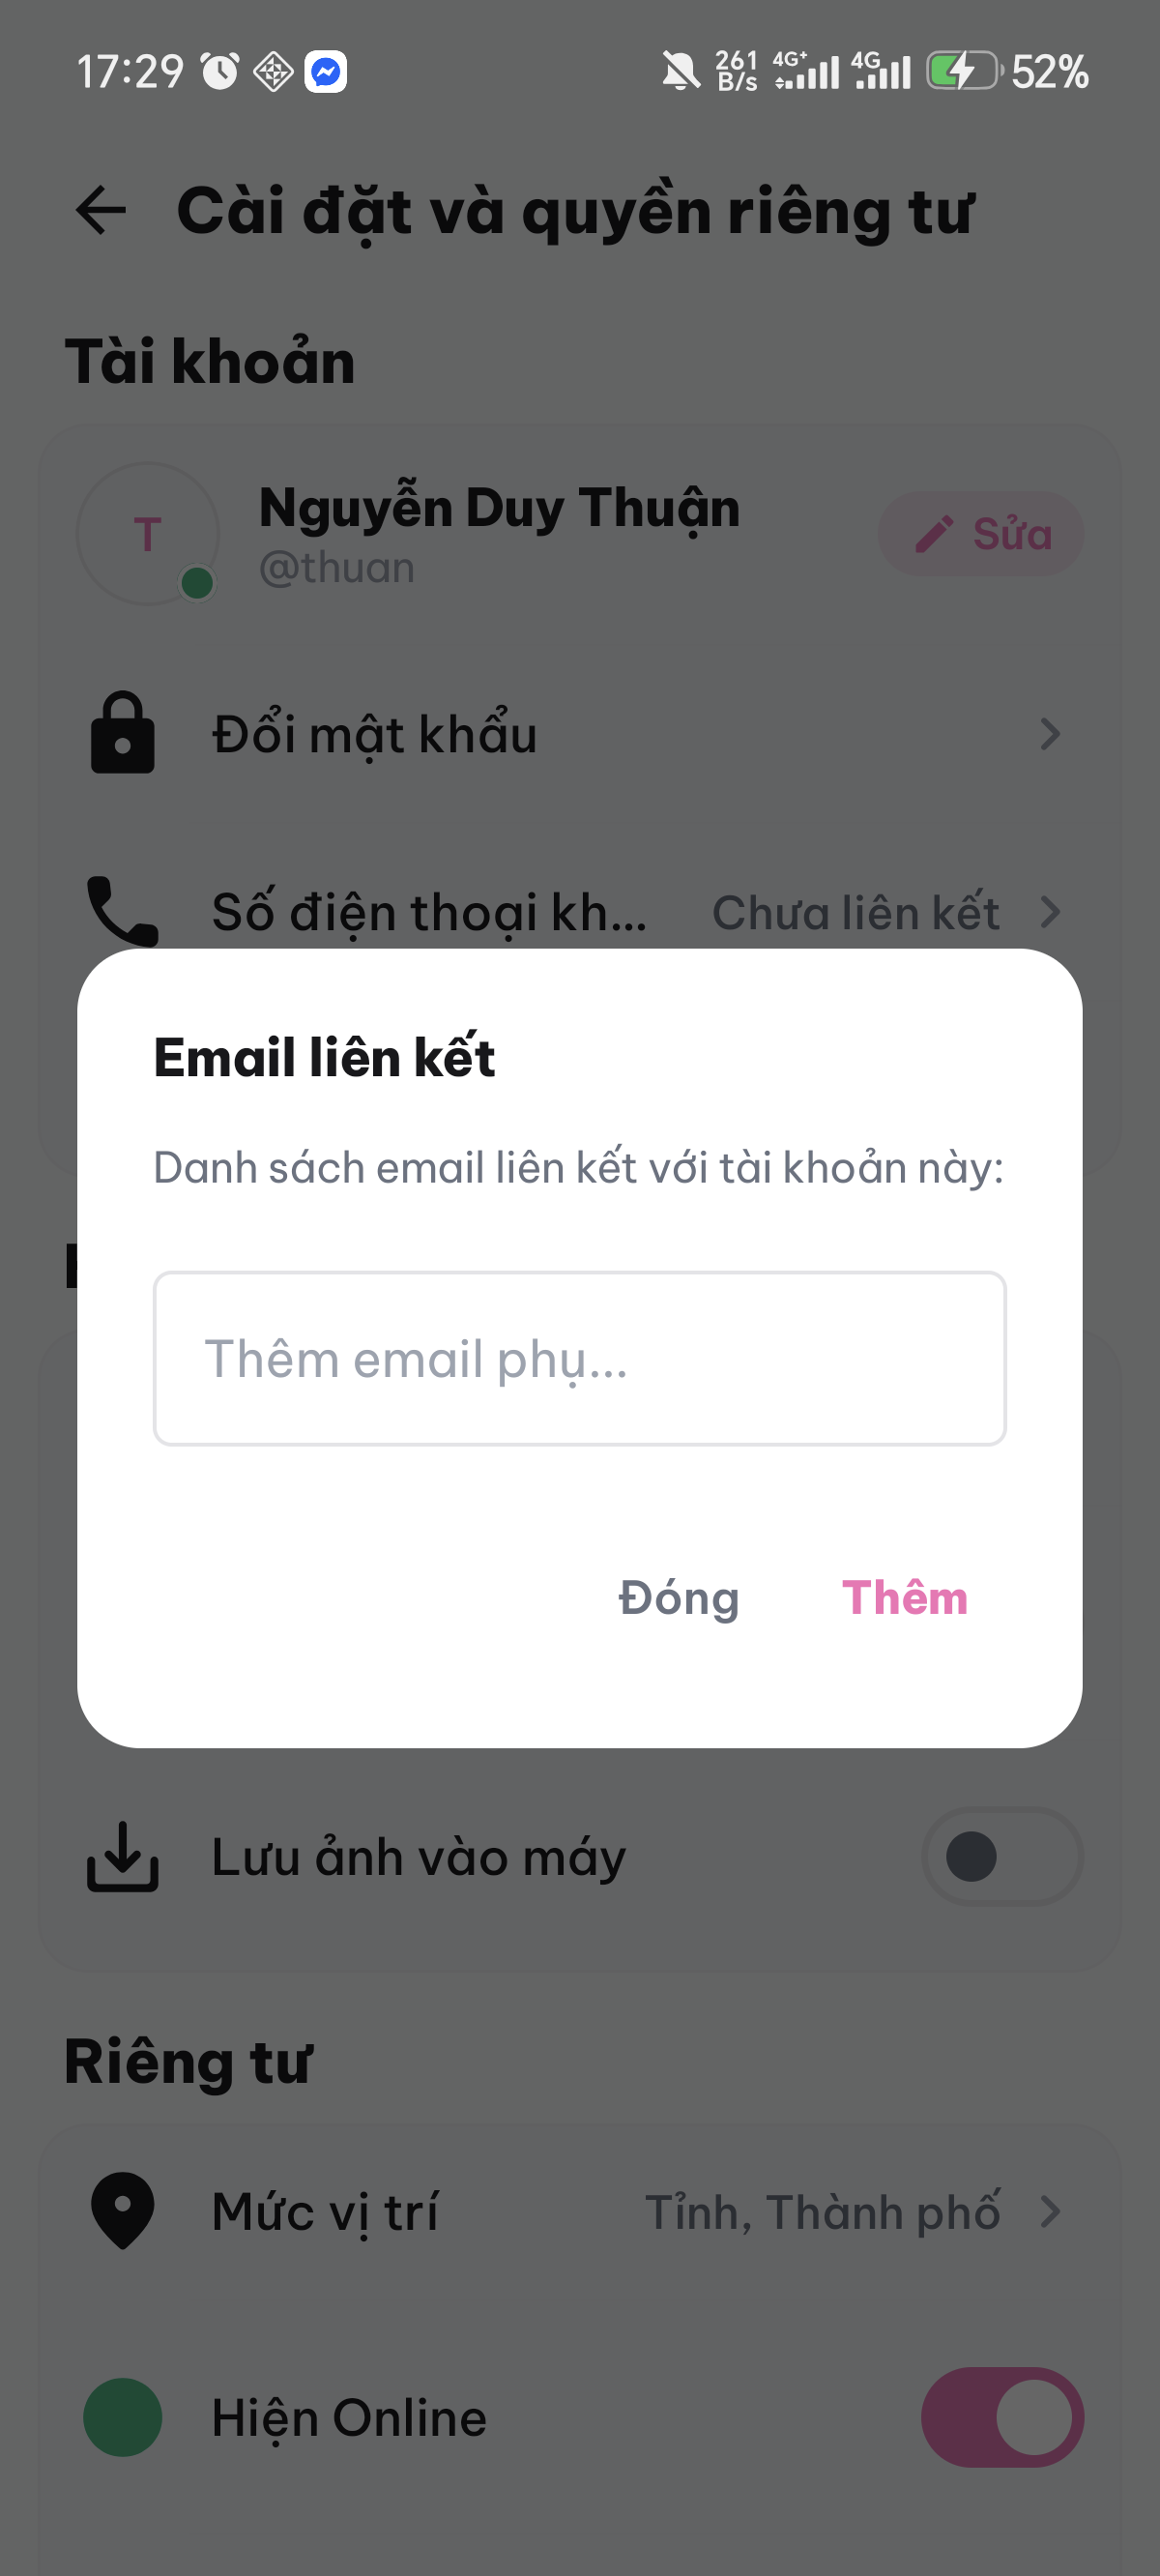 17:29 261 B/s 4G+ 4G 52%
Cài đặt và quyền riêng tư
Tài khoản
T
Nguyễn Duy Thuận
@thuan
Sửa
Đổi mật khẩu
Số điện thoại kh... Chưa liên kết
Email liên kết
Danh sách email liên kết với tài khoản này:
Thêm email phụ...
Đóng Thêm
Lưu ảnh vào máy
Riêng tư
Mức vị trí Tỉnh, Thành phố
Hiện Online